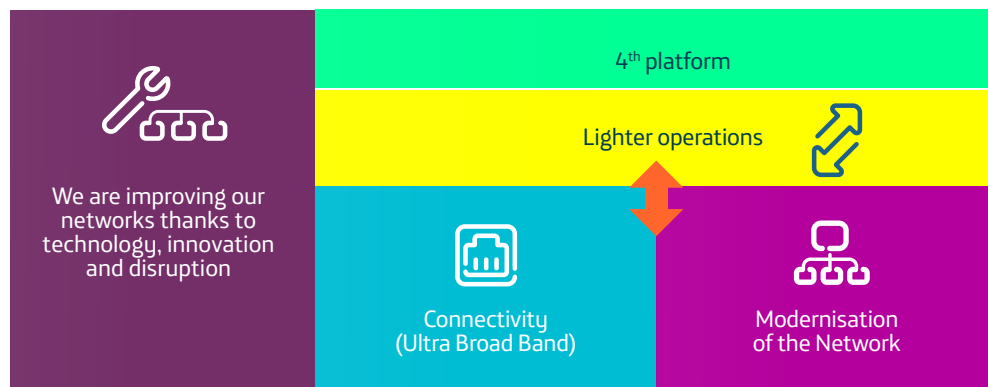 We are improving our
networks thanks to
technology, innovation
and disruption
4th platform
Lighter operations
Connectivity
(Ultra Broad Band)
Modernisation
of the Network